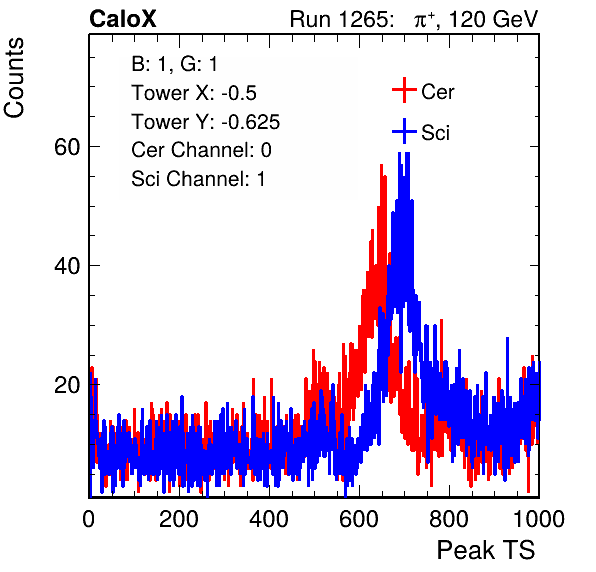 CaloX Run 1265: π⁺, 120 GeV
Counts
B: 1, G: 1
Tower X: -0.5
Tower Y: -0.625
Cer Channel: 0
Sci Channel: 1
Cer
Sci
60
40
20
0 200 400 600 800 1000
Peak TS